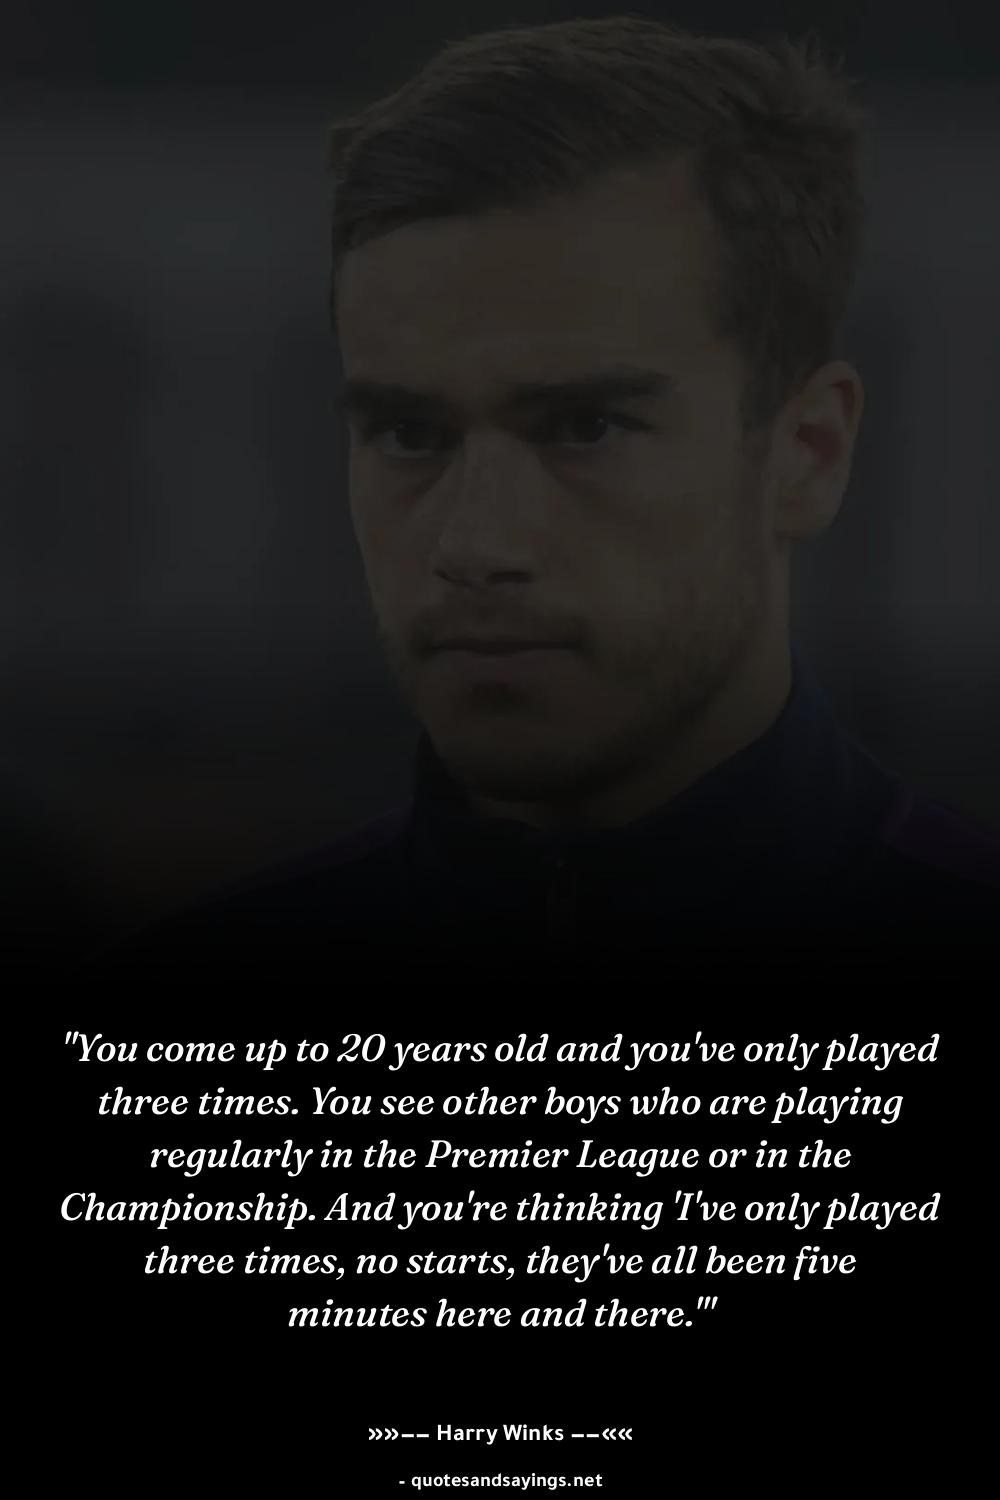 "You come up to 20 years old and you've only played
three times. You see other boys who are playing
regularly in the Premier League or in the
Championship. And you're thinking 'I've only played
three times, no starts, they've all been five
minutes here and there.'"
»»–– Harry Winks ––««
- quotesandsayings.net